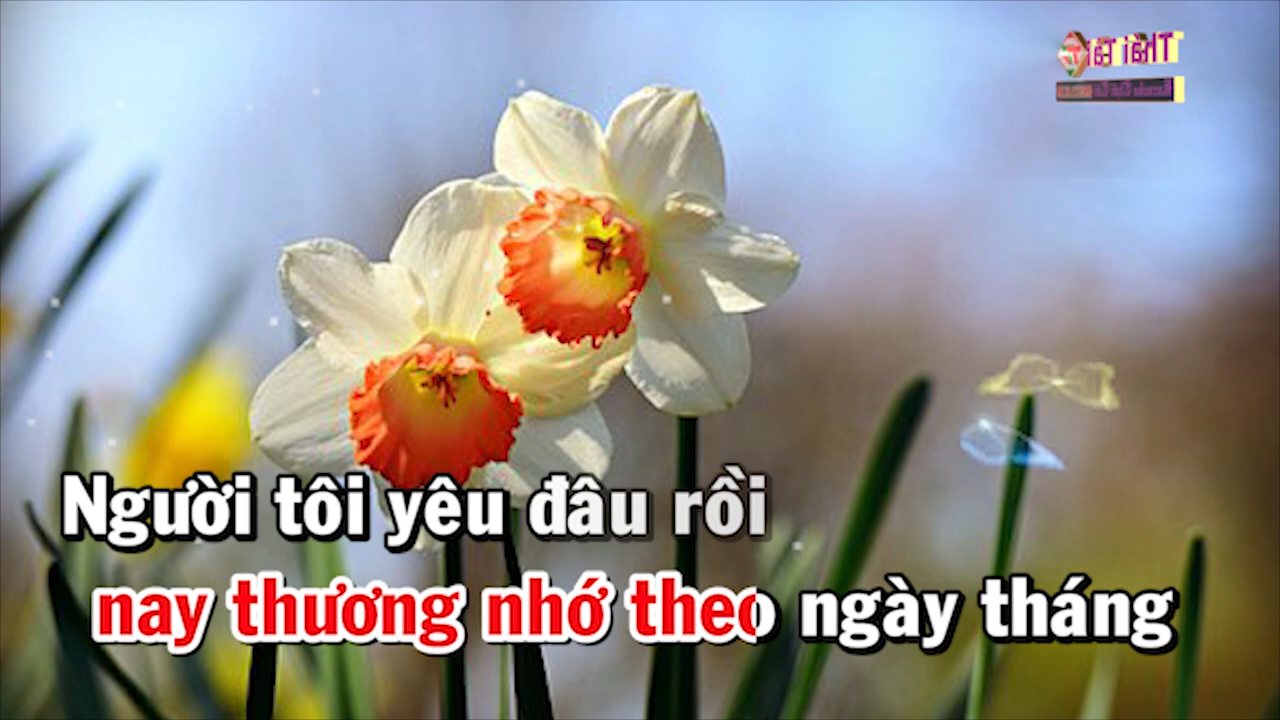 Người tôi yêu đâu rồi
nay thương nhớ theo ngày tháng